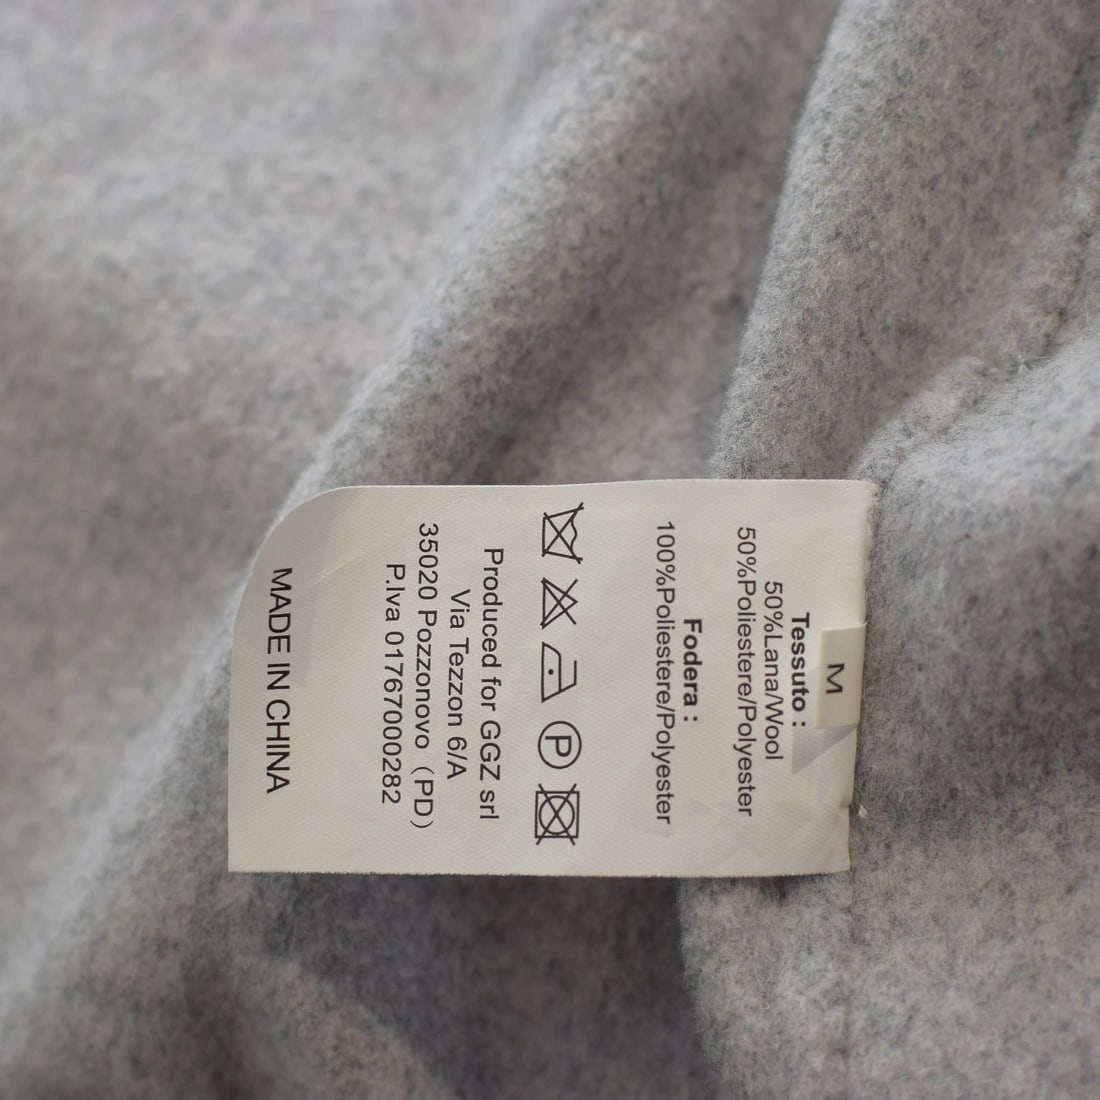 M
Tessuto :
50%Lana/Wool
50%Poliestere/Polyester
Fodera :
100%Poliestere/Polyester
P
Produced for GGZ srl
Via Tezzon 6/A
35020 Pozzonovo (PD)
P.Iva 01767000282
MADE IN CHINA